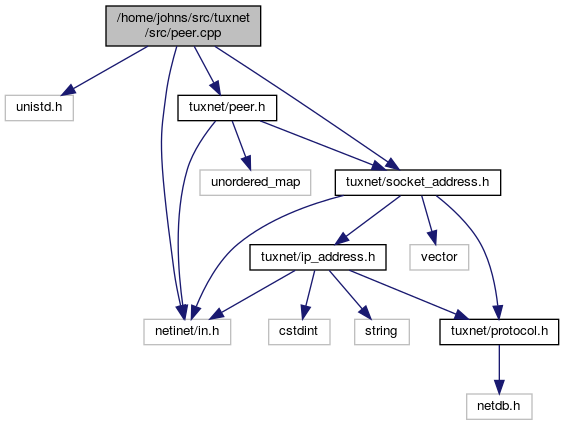 /home/johns/src/tuxnet
/src/peer.cpp
unistd.h
tuxnet/peer.h
unordered_map
tuxnet/socket_address.h
tuxnet/ip_address.h
vector
netinet/in.h
cstdint
string
tuxnet/protocol.h
netdb.h